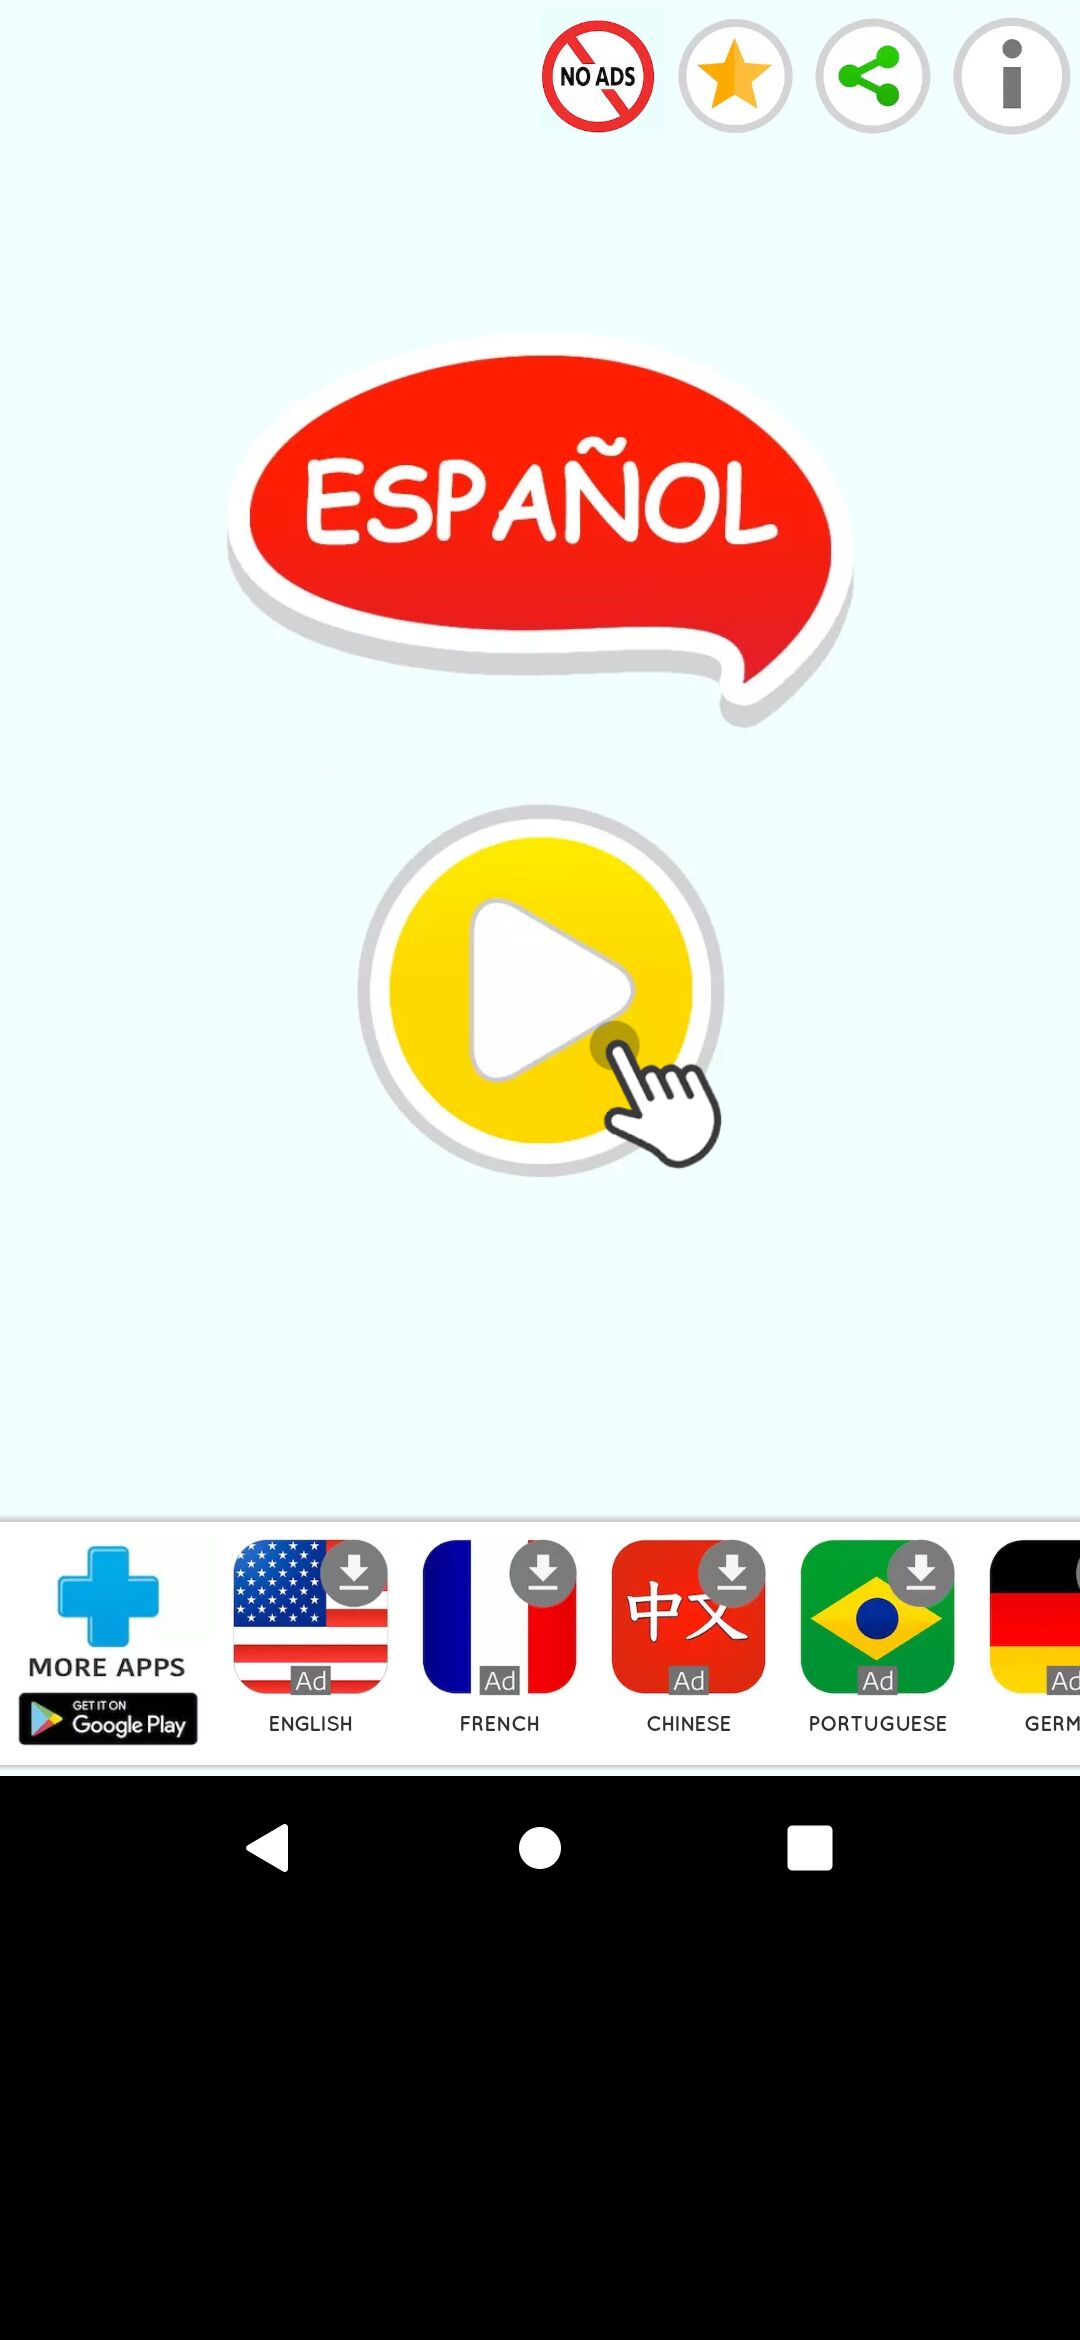 NO ADS
ESPAÑOL
MORE APPS
GET IT ON
Google Play
中文
Ad
Ad
Ad
Ad
Ad
ENGLISH
FRENCH
CHINESE
PORTUGUESE
GERM